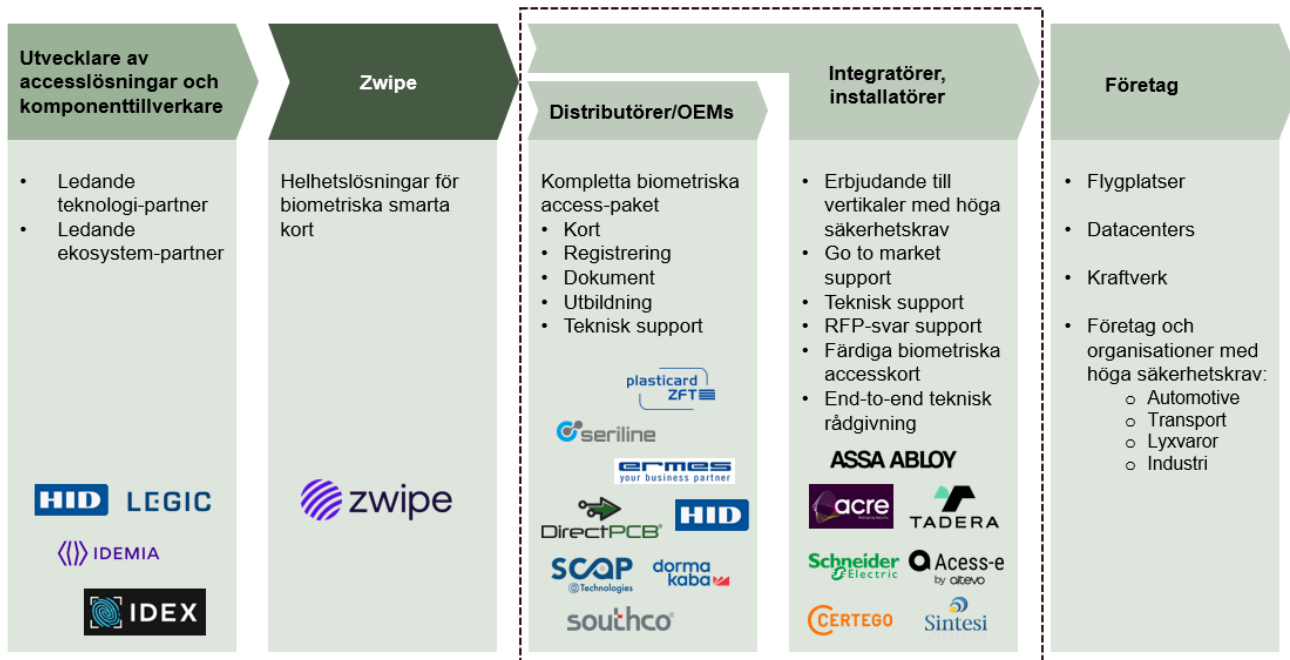 Utvecklare av
accesslösningar och
komponenttillverkare
Zwipe
Distributörer/OEMs
Integratörer,
installatörer
Företag
• Ledande
teknologi-partner
• Ledande
ekosystem-partner
HID
LEGIC
IDEMIA
IDEX
Helhetslösningar för
biometriska smarta
kort
zwipe
Kompletta biometriska
access-paket
• Kort
• Registrering
• Dokument
• Utbildning
• Teknisk support
plasticard
ZFT
seriline
ermes
your business partner
DirectPCB®
HID
SCAP
Technologies
dorma
kaba
southco®
• Erbjudande till
vertikaler med höga
säkerhetskrav
• Go to market
support
• Teknisk support
• RFP-svar support
• Färdiga biometriska
accesskort
• End-to-end teknisk
rådgivning
ASSA ABLOY
acre
TADERA
Schneider
Electric
Acess-e
by altevo
CERTEGO
Sintesi
• Flygplatser
• Datacenters
• Kraftverk
• Företag och
organisationer med
höga säkerhetskrav:
o Automotive
o Transport
o Lyxvaror
o Industri